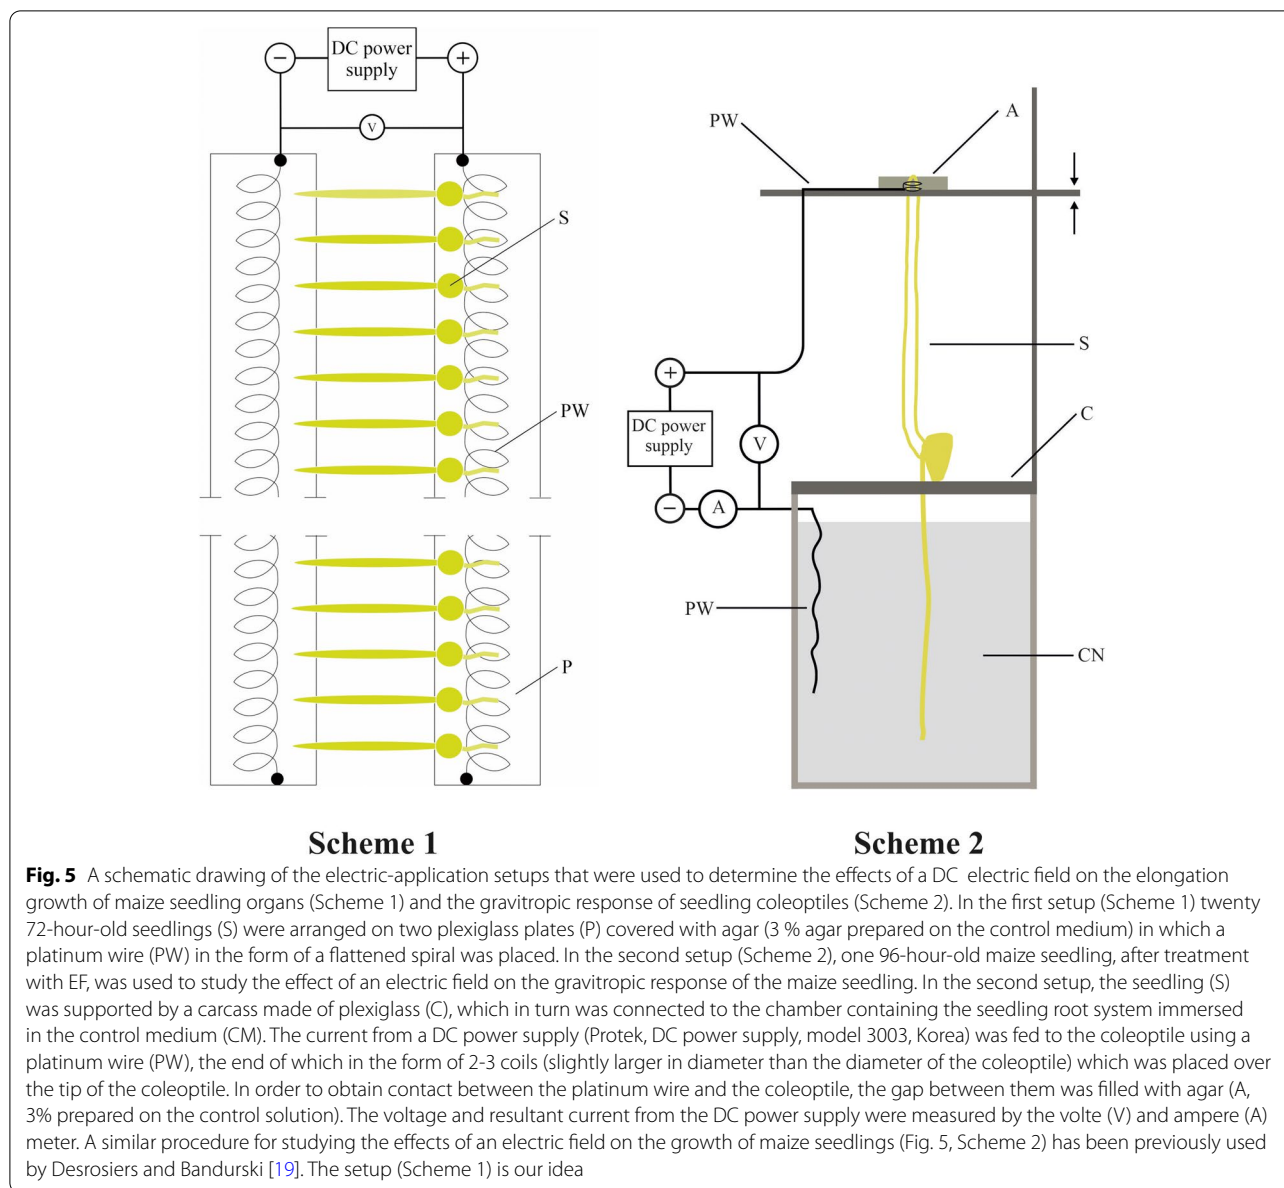 DC power
supply
−
+
V
S
PW
P
Scheme 1
PW
A
S
C
+
DC power
supply
V
−
A
PW
CN
Scheme 2
Fig. 5 A schematic drawing of the electric-application setups that were used to determine the effects of a DC electric field on the elongation
growth of maize seedling organs (Scheme 1) and the gravitropic response of seedling coleoptiles (Scheme 2). In the first setup (Scheme 1) twenty
72-hour-old seedlings (S) were arranged on two plexiglass plates (P) covered with agar (3 % agar prepared on the control medium) in which a
platinum wire (PW) in the form of a flattened spiral was placed. In the second setup (Scheme 2), one 96-hour-old maize seedling, after treatment
with EF, was used to study the effect of an electric field on the gravitropic response of the maize seedling. In the second setup, the seedling (S)
was supported by a carcass made of plexiglass (C), which in turn was connected to the chamber containing the seedling root system immersed
in the control medium (CM). The current from a DC power supply (Protek, DC power supply, model 3003, Korea) was fed to the coleoptile using a
platinum wire (PW), the end of which in the form of 2-3 coils (slightly larger in diameter than the diameter of the coleoptile) which was placed over
the tip of the coleoptile. In order to obtain contact between the platinum wire and the coleoptile, the gap between them was filled with agar (A,
3% prepared on the control solution). The voltage and resultant current from the DC power supply were measured by the volte (V) and ampere (A)
meter. A similar procedure for studying the effects of an electric field on the growth of maize seedlings (Fig. 5, Scheme 2) has been previously used
by Desrosiers and Bandurski [19]. The setup (Scheme 1) is our idea